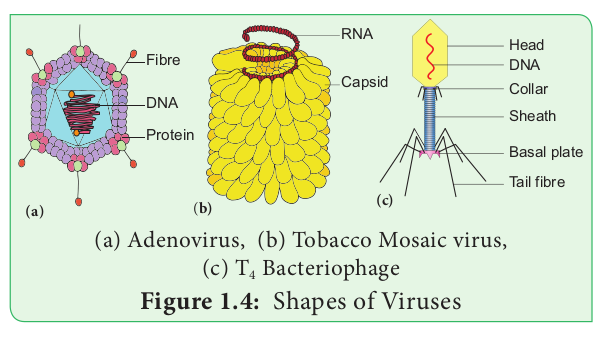 Fibre
DNA
Protein
(a)
RNA
Capsid
(b)
Head
DNA
Collar
Sheath
Basal plate
Tail fibre
(c)
(a) Adenovirus, (b) Tobacco Mosaic virus,
(c) T4 Bacteriophage
Figure 1.4: Shapes of Viruses